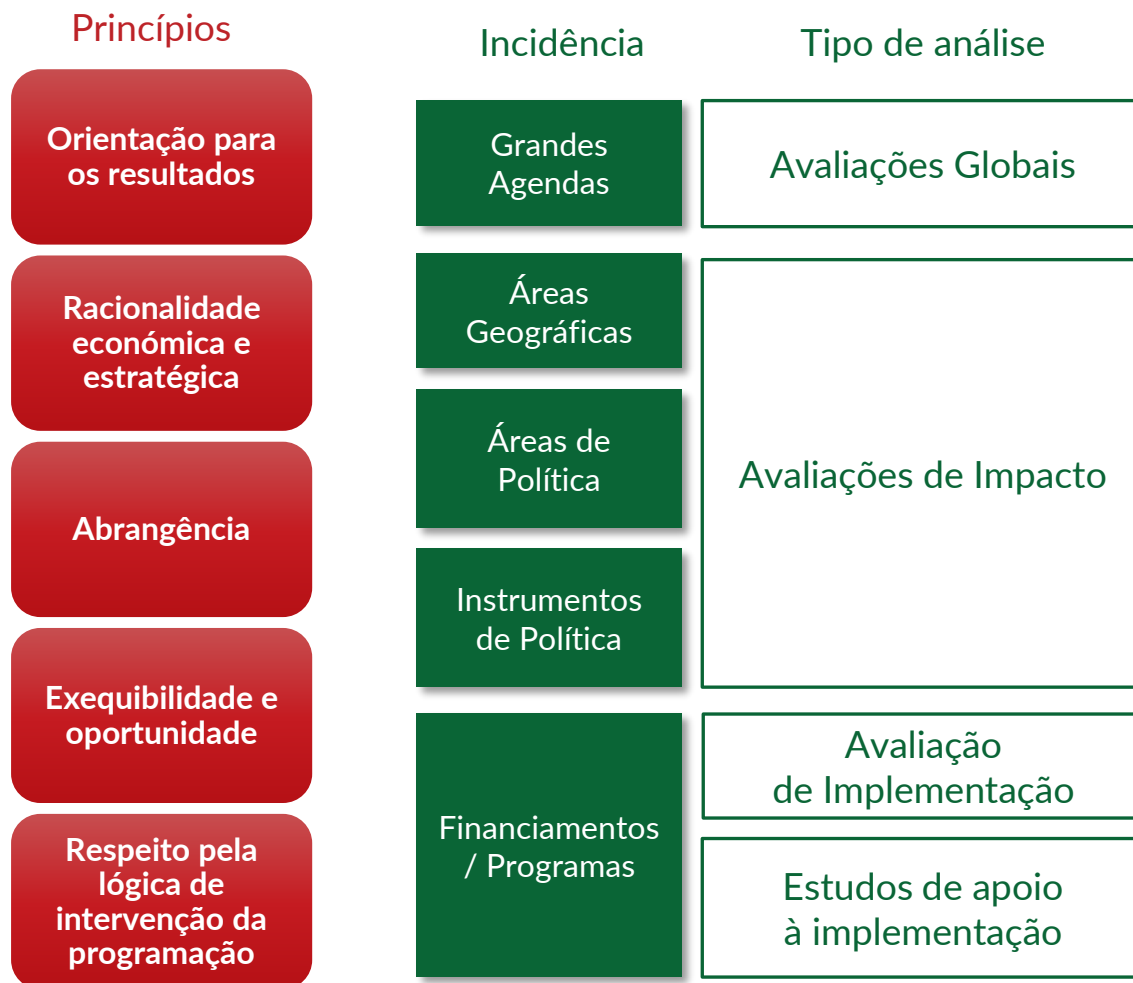 Princípios
Orientação para
os resultados
Racionalidade
económica e
estratégica
Abrangência
Exequibilidade e
oportunidade
Respeito pela
lógica de
intervenção da
programação
Incidência
Grandes
Agendas
Áreas
Geográficas
Áreas de
Política
Instrumentos
de Política
Financiamentos
/ Programas
Tipo de análise
Avaliações Globais
Avaliações de Impacto
Avaliação
de Implementação
Estudos de apoio
à implementação